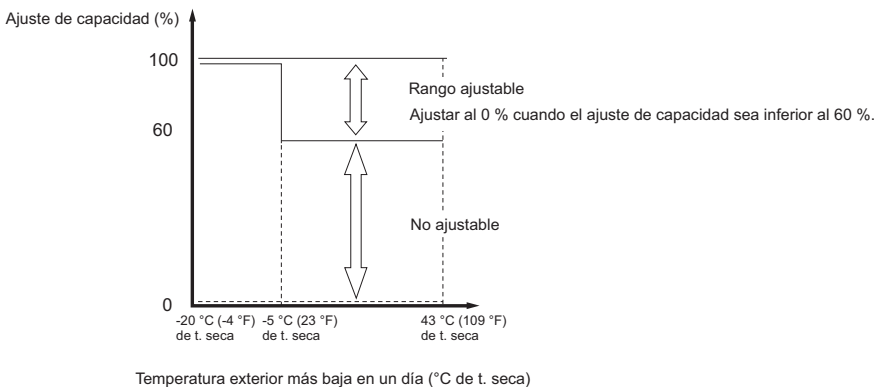 Ajuste de capacidad (%)
100
Rango ajustable
Ajustar al 0 % cuando el ajuste de capacidad sea inferior al 60 %.
60
No ajustable
0
-20 °C (-4 °F)
de t. seca
-5 °C (23 °F)
de t. seca
43 °C (109 °F)
de t. seca
Temperatura exterior más baja en un día (°C de t. seca)